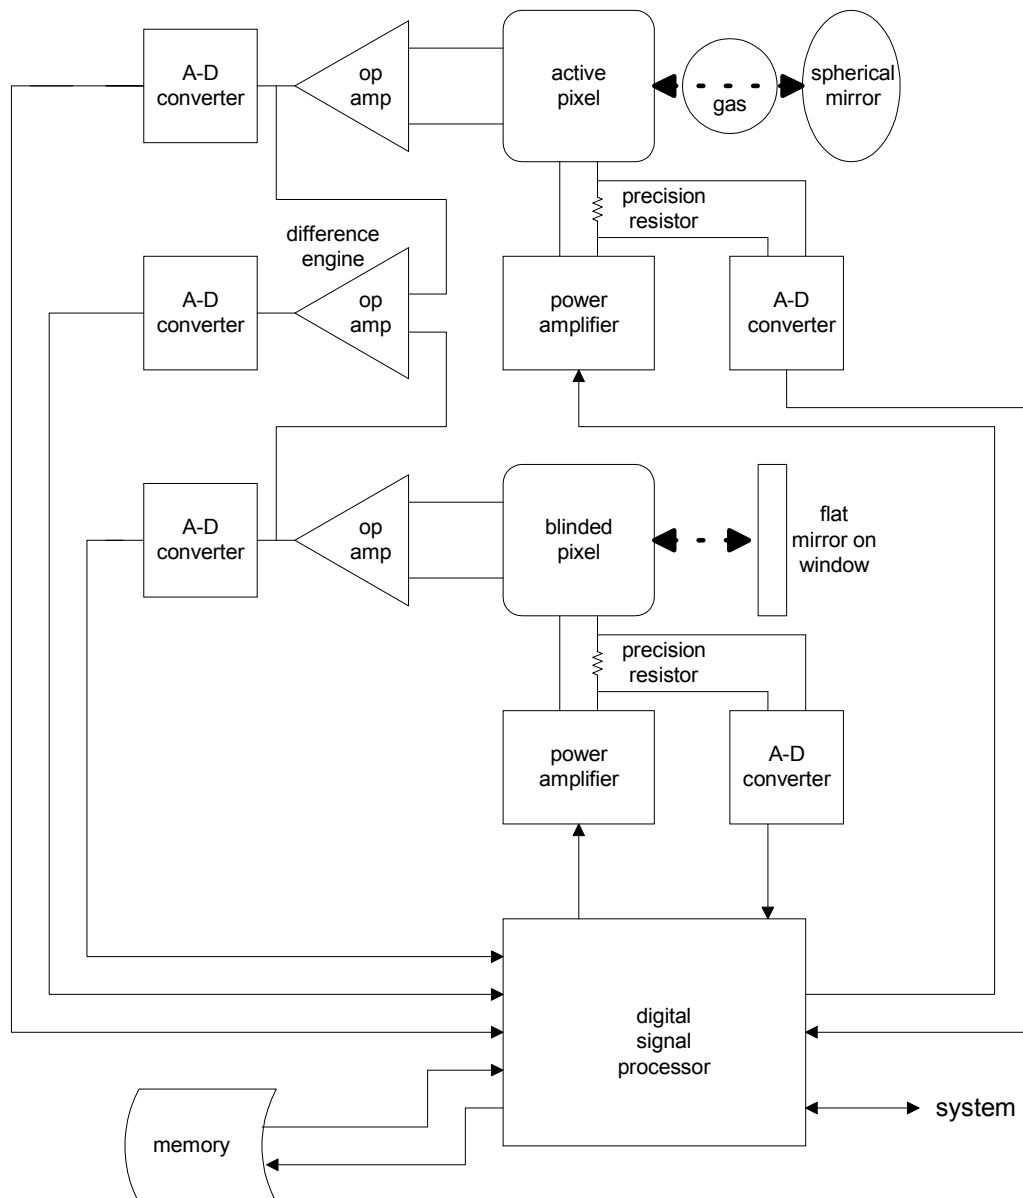 A-D
converter
op
amp
active
pixel
gas
spherical
mirror
precision
resistor
difference
engine
A-D
converter
op
amp
power
amplifier
A-D
converter
A-D
converter
op
amp
blinded
pixel
flat
mirror on
window
precision
resistor
power
amplifier
A-D
converter
digital
signal
processor
system
memory